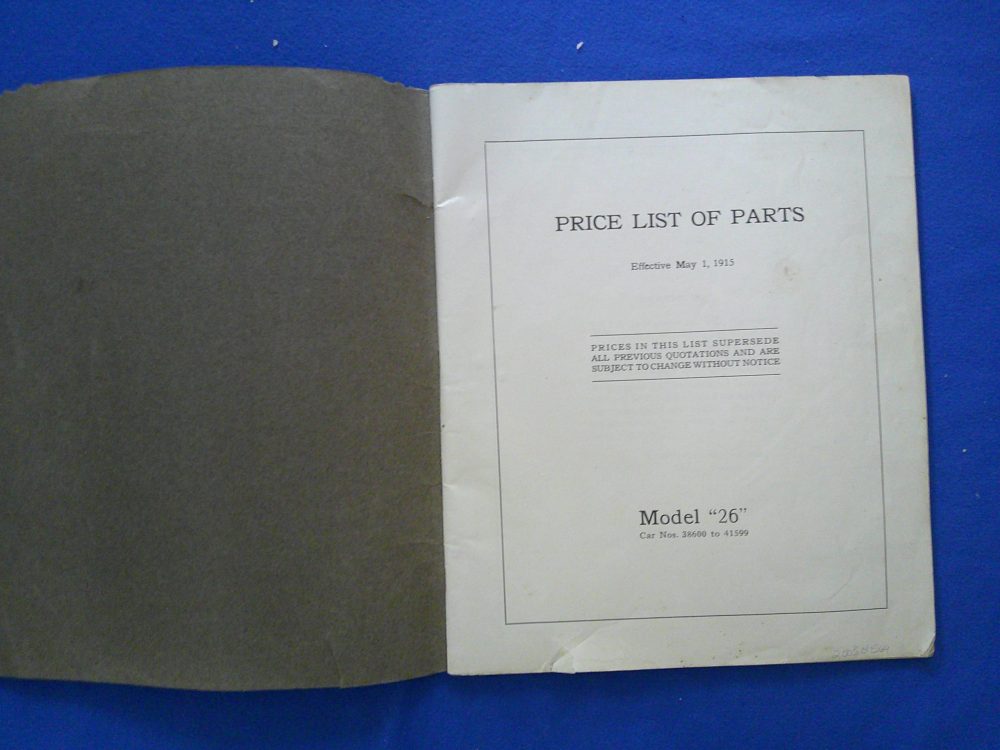 PRICE LIST OF PARTS
Effective May 1, 1915
PRICES IN THIS LIST SUPERSEDE
ALL PREVIOUS QUOTATIONS AND ARE
SUBJECT TO CHANGE WITHOUT NOTICE
Model “26”
Car Nos. 38600 to 41599